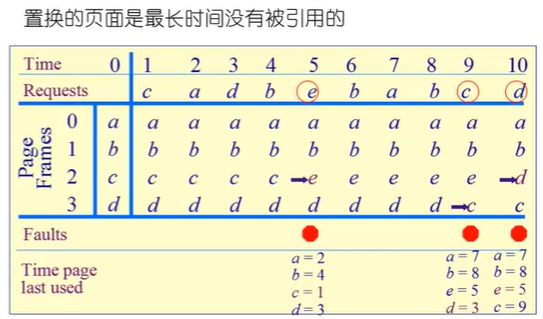 置换的页面是最长时间没有被引用的
Time 0 1 2 3 4 5 6 7 8 9 10
Requests c a d b e b a b c d
Page Frames
0 a a a a a a a a a a a
1 b b b b b b b b b b b
2 c c c c c e e e e e d
3 d d d d d d d d d c c
Faults
Time page last used
a = 2 a = 7 a = 7
b = 4 b = 8 b = 8
c = 1 e = 5 e = 5
d = 3 d = 3 c = 9